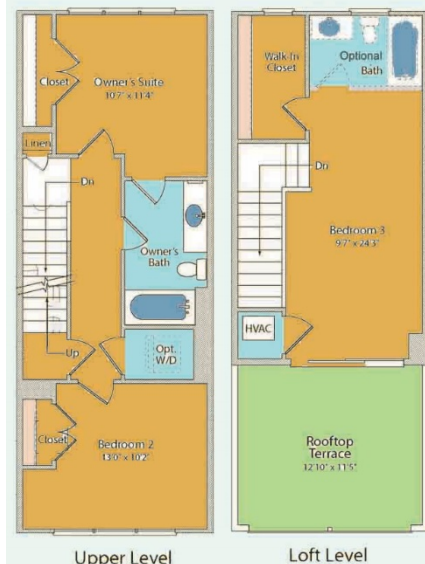 Closet
Owner's Suite
10'7" x 11'4"
Linen
Dn
Owner's
Bath
Up
Opt.
W/D
Closet
Bedroom 2
13'0" x 10'2"
Upper Level
Walk-In
Closet
Optional
Bath
Dn
Bedroom 3
9'7" x 24'3"
HVAC
Rooftop
Terrace
12'10" x 11'5"
Loft Level